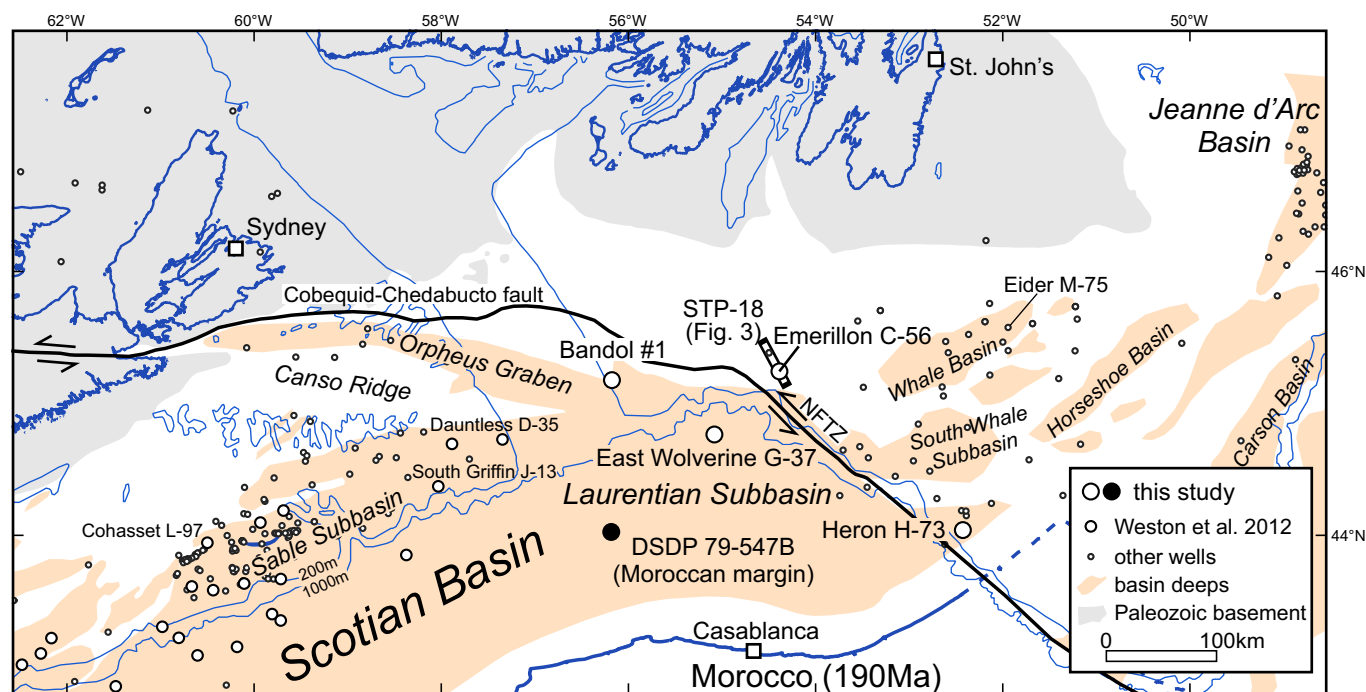 62°W
60°W
58°W
56°W
54°W
52°W
50°W
St. John's
Jeanne d'Arc
Basin
Sydney
46°N
Cobequid-Chedabucto fault
STP-18
(Fig. 3)
Eider M-75
Emerillon C-56
Bandol #1
Orpheus Graben
Canso Ridge
Whale Basin
Horseshoe Basin
NFTZ
Carson Basin
Dauntless D-35
South Whale
Subbasin
East Wolverine G-37
South Griffin J-13
Laurentian Subbasin
Cohasset L-97
Sable Subbasin
Heron H-73
44°N
DSDP 79-547B
(Moroccan margin)
200m
1000m
Scotian Basin
Casablanca
Morocco (190Ma)
this study
Weston et al. 2012
other wells
basin deeps
Paleozoic basement
0 100km